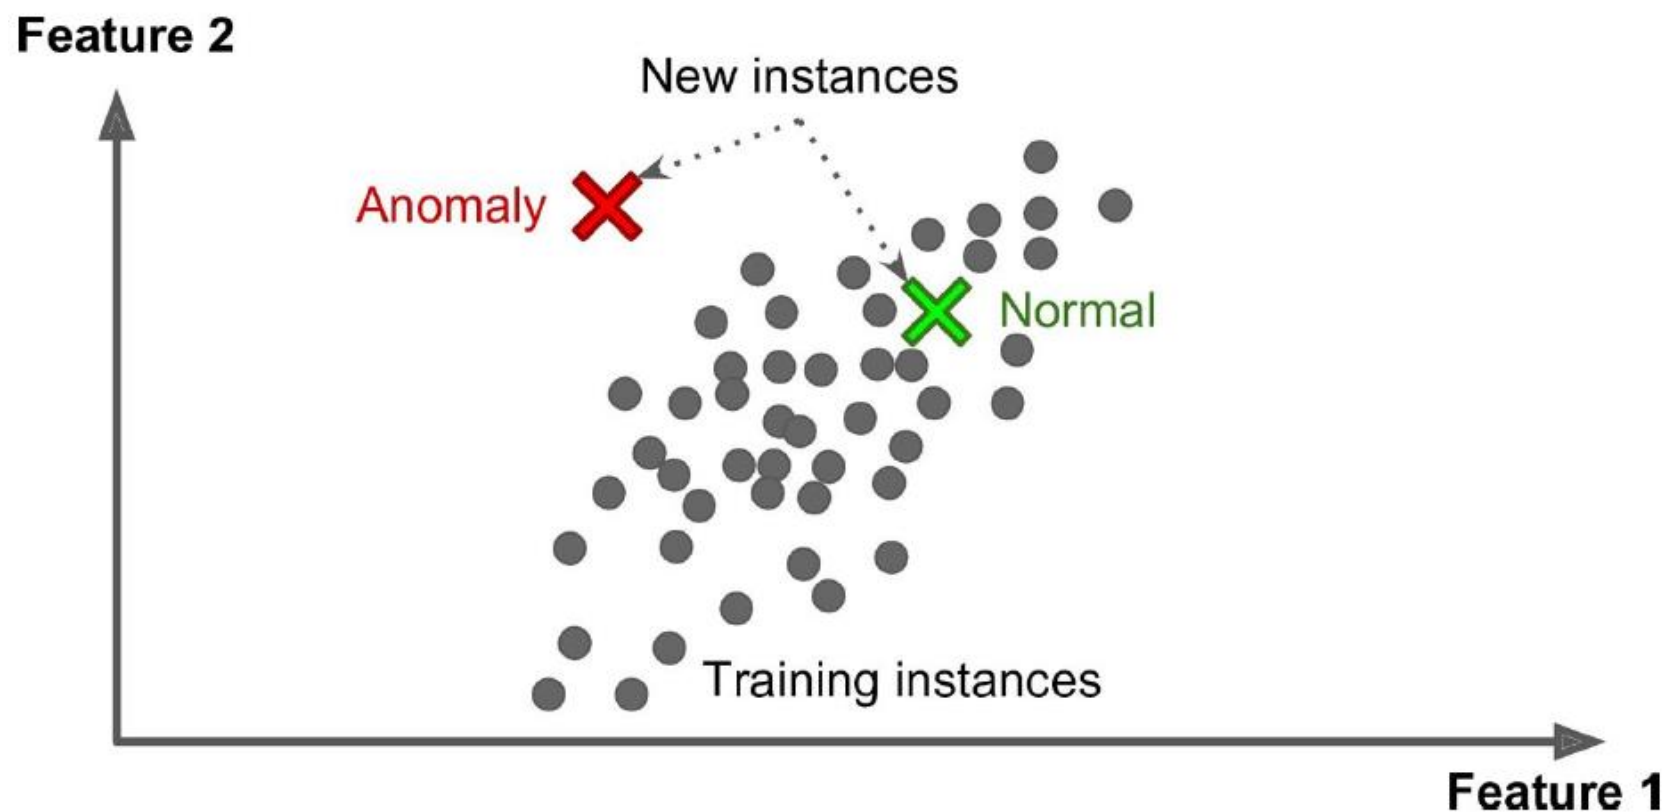 Feature 2
New instances
Anomaly
Normal
Training instances
Feature 1